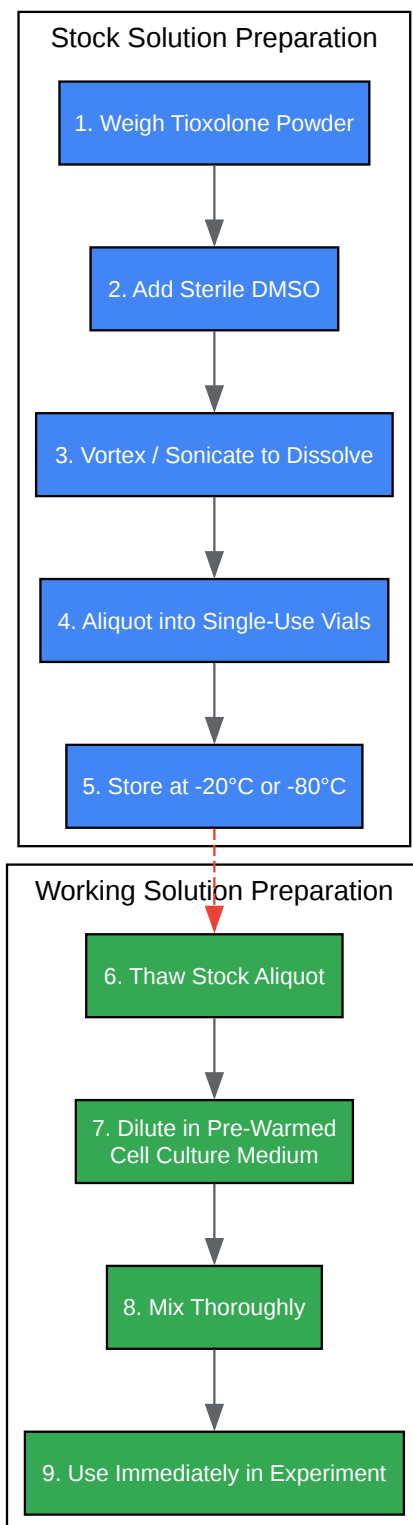 Stock Solution Preparation
1. Weigh Tioxolone Powder
2. Add Sterile DMSO
3. Vortex / Sonicate to Dissolve
4. Aliquot into Single-Use Vials
5. Store at -20°C or -80°C
Working Solution Preparation
6. Thaw Stock Aliquot
7. Dilute in Pre-Warmed
Cell Culture Medium
8. Mix Thoroughly
9. Use Immediately in Experiment